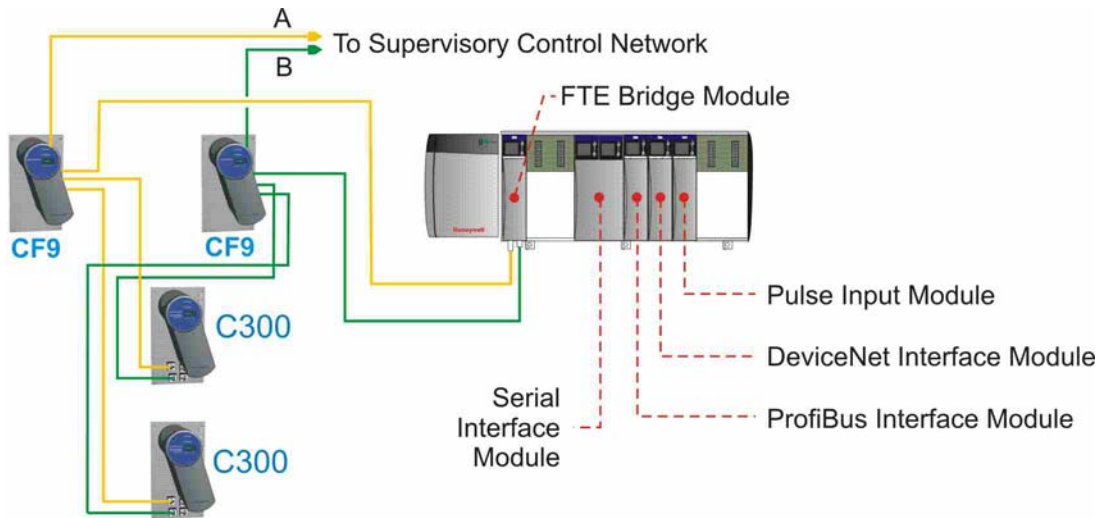 A
To Supervisory Control Network
B
FTE Bridge Module
CF9
CF9
Honeywell
C300
Pulse Input Module
DeviceNet Interface Module
Serial
Interface
Module
ProfiBus Interface Module
C300